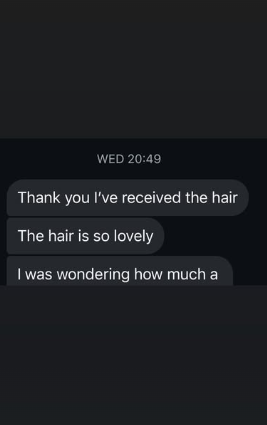 WED 20:49
Thank you I’ve received the hair
The hair is so lovely
I was wondering how much a